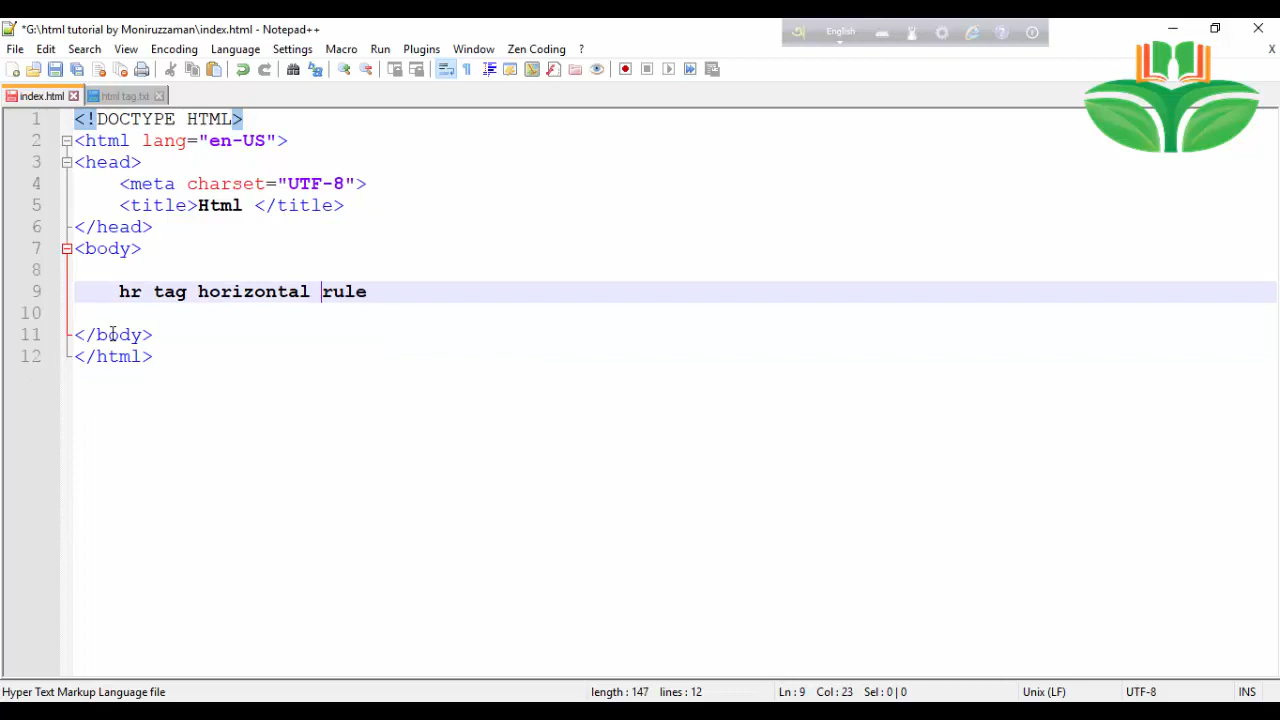 *G:\html tutorial by Moniruzzaman\index.html - Notepad++
English
File Edit Search View Encoding Language Settings Macro Run Plugins Window Zen Coding ?
X
index.html html tag.txt
1 <!DOCTYPE HTML>
2 <html lang="en-US">
3 <head>
4 <meta charset="UTF-8">
5 <title>Html </title>
6 </head>
7 <body>
8
9 hr tag horizontal rule
10
11 </body>
12 </html>
Hyper Text Markup Language file length : 147 lines : 12 Ln : 9 Col : 23 Sel : 0 | 0 Unix (LF) UTF-8 INS